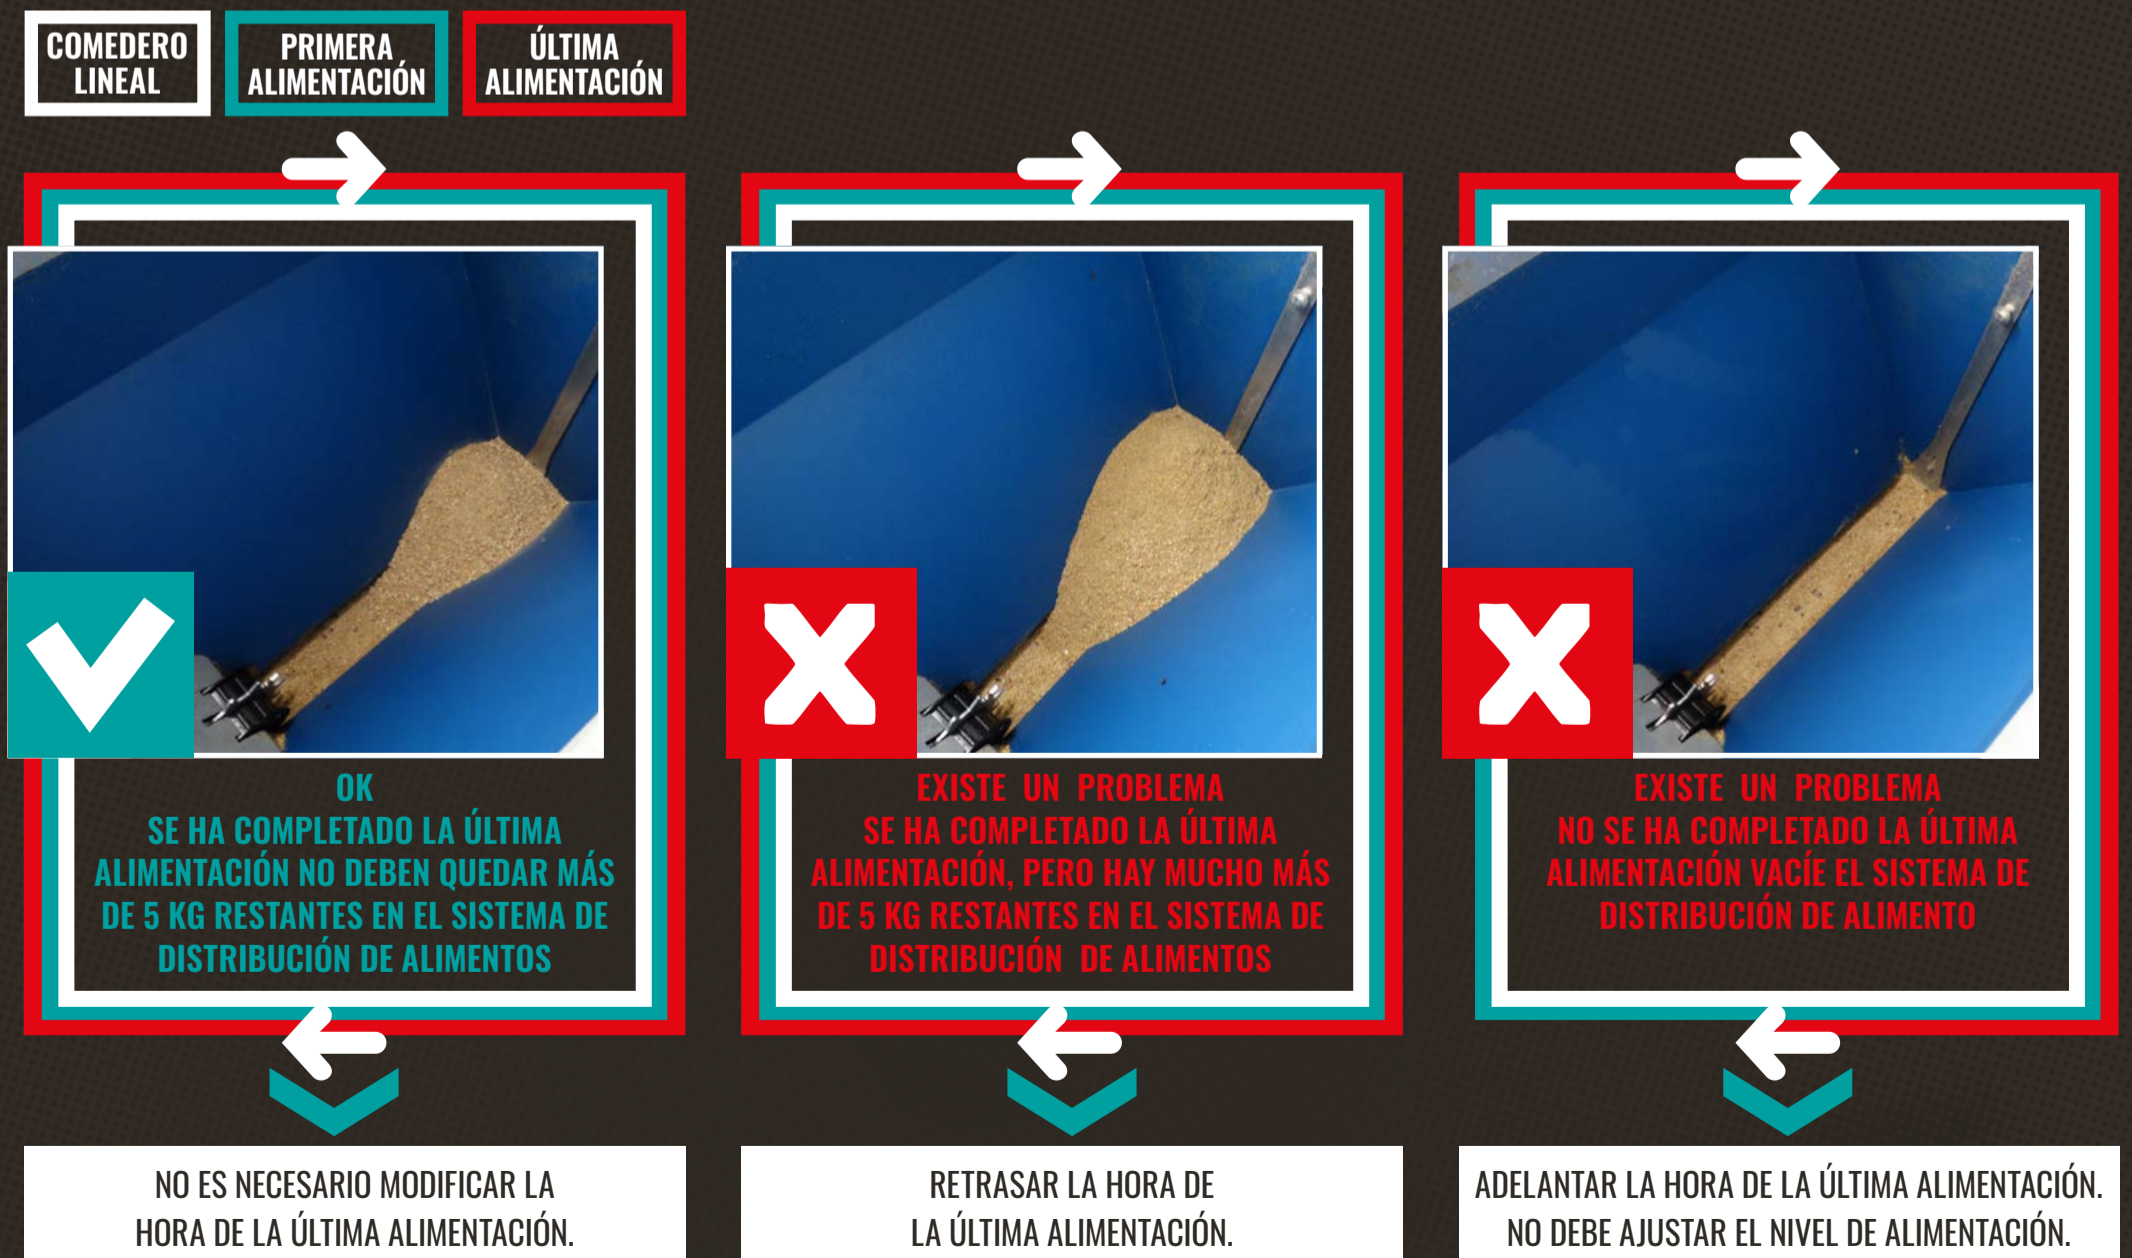 COMEDERO
LINEAL
PRIMERA
ALIMENTACIÓN
ÚLTIMA
ALIMENTACIÓN
OK
SE HA COMPLETADO LA ÚLTIMA
ALIMENTACIÓN NO DEBEN QUEDAR MÁS
DE 5 KG RESTANTES EN EL SISTEMA DE
DISTRIBUCIÓN DE ALIMENTOS
NO ES NECESARIO MODIFICAR LA
HORA DE LA ÚLTIMA ALIMENTACIÓN.
EXISTE UN PROBLEMA
SE HA COMPLETADO LA ÚLTIMA
ALIMENTACIÓN, PERO HAY MUCHO MÁS
DE 5 KG RESTANTES EN EL SISTEMA DE
DISTRIBUCIÓN DE ALIMENTOS
RETRASAR LA HORA DE
LA ÚLTIMA ALIMENTACIÓN.
EXISTE UN PROBLEMA
NO SE HA COMPLETADO LA ÚLTIMA
ALIMENTACIÓN VACÍE EL SISTEMA DE
DISTRIBUCIÓN DE ALIMENTO
ADELANTAR LA HORA DE LA ÚLTIMA ALIMENTACIÓN.
NO DEBE AJUSTAR EL NIVEL DE ALIMENTACIÓN.